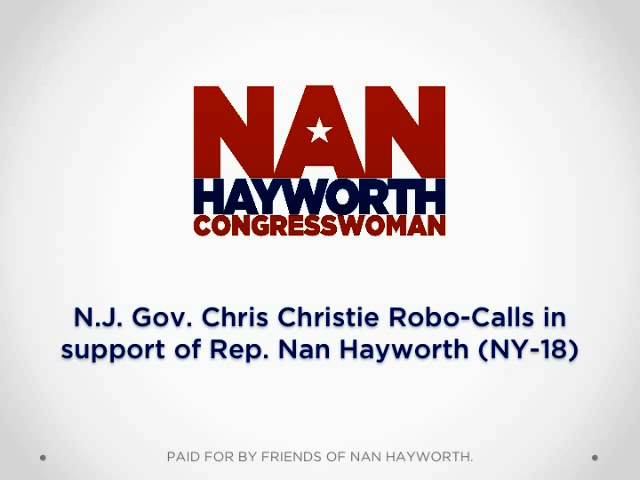 NAN
HAYWORTH
CONGRESSWOMAN
N.J. Gov. Chris Christie Robo-Calls in
support of Rep. Nan Hayworth (NY-18)
PAID FOR BY FRIENDS OF NAN HAYWORTH.